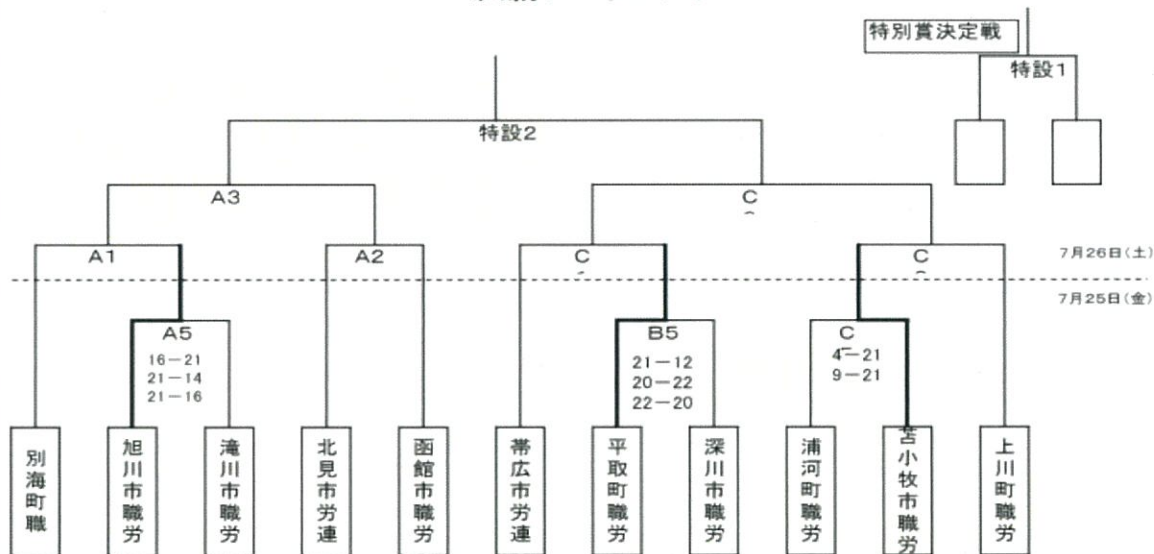 特別賞決定戦
特設1
特設2
A3
C
A1
A2
C
C
7月26日(土)
7月25日(金)
A5
16-21
21-14
21-16
B5
21-12
20-22
22-20
C
4-21
9-21
別海町職
旭川市職労
滝川市職労
北見市労連
函館市職労
帯広市労連
平取町職労
深川市職労
浦河町職労
苫小牧市職労
上川町職労